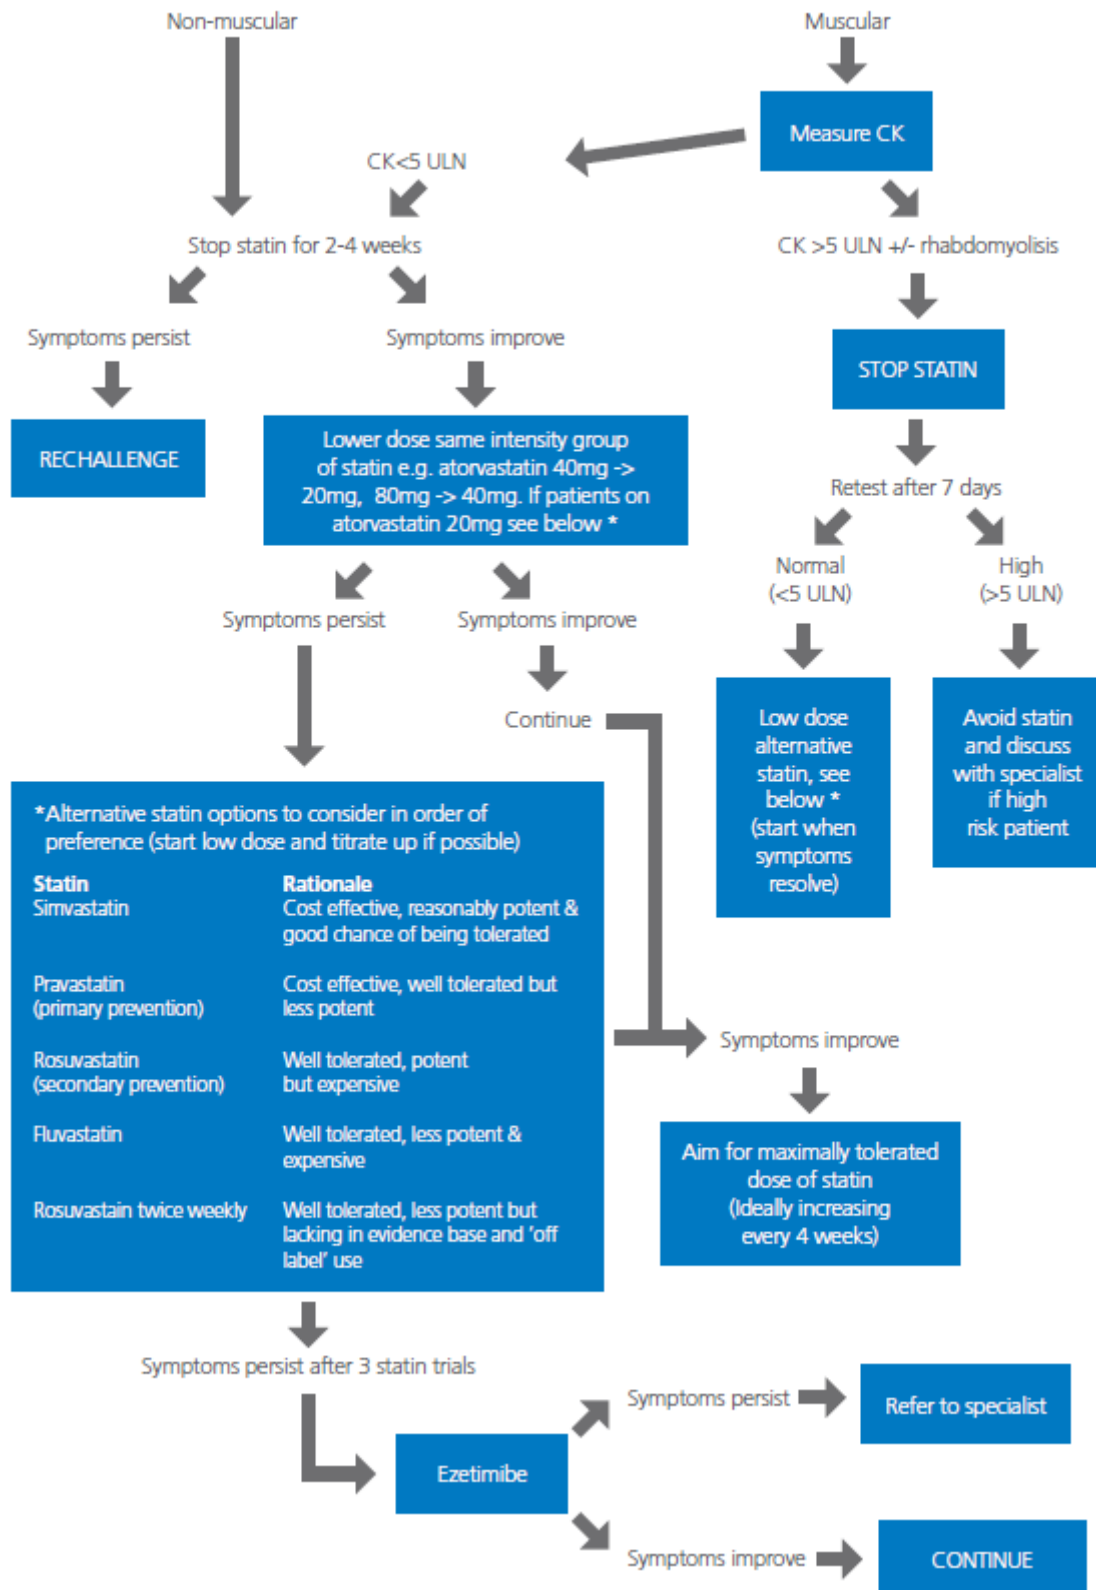 Non-muscular
Muscular
Measure CK
CK<5 ULN
Stop statin for 2-4 weeks
CK >5 ULN +/- rhabdomyolisis
Symptoms persist
Symptoms improve
STOP STATIN
RECHALLENGE
Lower dose same intensity group
of statin e.g. atorvastatin 40mg ->
20mg, 80mg -> 40mg. If patients on
atorvastatin 20mg see below *
Retest after 7 days
Normal
(<5 ULN)
High
(>5 ULN)
Symptoms persist
Symptoms improve
Continue
Low dose
alternative
statin, see
below *
(start when
symptoms
resolve)
Avoid statin
and discuss
with specialist
if high
risk patient
*Alternative statin options to consider in order of
preference (start low dose and titrate up if possible)
Statin Rationale
Simvastatin Cost effective, reasonably potent &
good chance of being tolerated
Pravastatin Cost effective, well tolerated but
(primary prevention) less potent
Rosuvastatin Well tolerated, potent
(secondary prevention) but expensive
Fluvastatin Well tolerated, less potent &
expensive
Rosuvastain twice weekly Well tolerated, less potent but
lacking in evidence base and 'off
label' use
Symptoms improve
Aim for maximally tolerated
dose of statin
(Ideally increasing
every 4 weeks)
Symptoms persist after 3 statin trials
Symptoms persist
Refer to specialist
Ezetimibe
Symptoms improve
CONTINUE